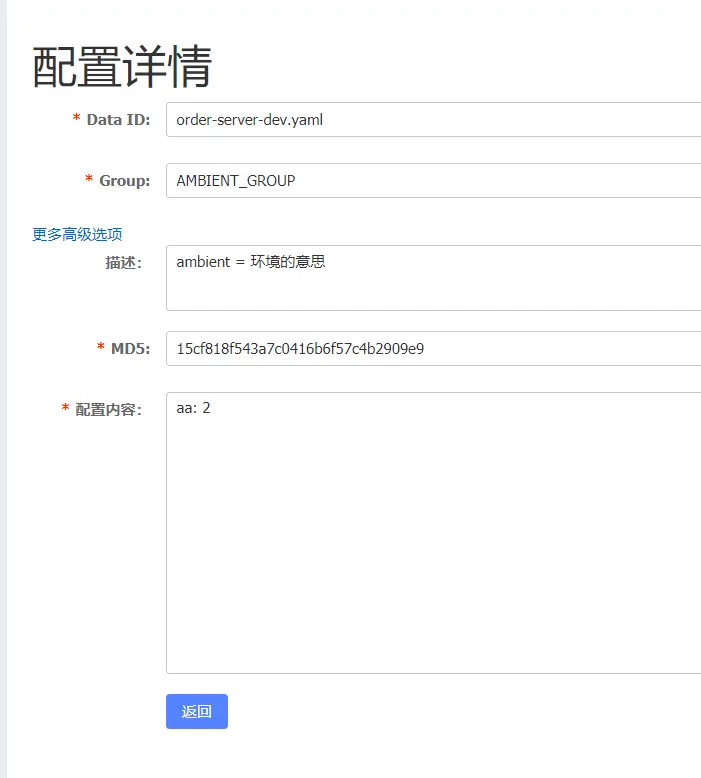 配置详情
* Data ID: order-server-dev.yaml
* Group: AMBIENT_GROUP
更多高级选项
描述: ambient = 环境的意思
* MD5: 15cf818f543a7c0416b6f57c4b2909e9
* 配置内容: aa: 2
返回